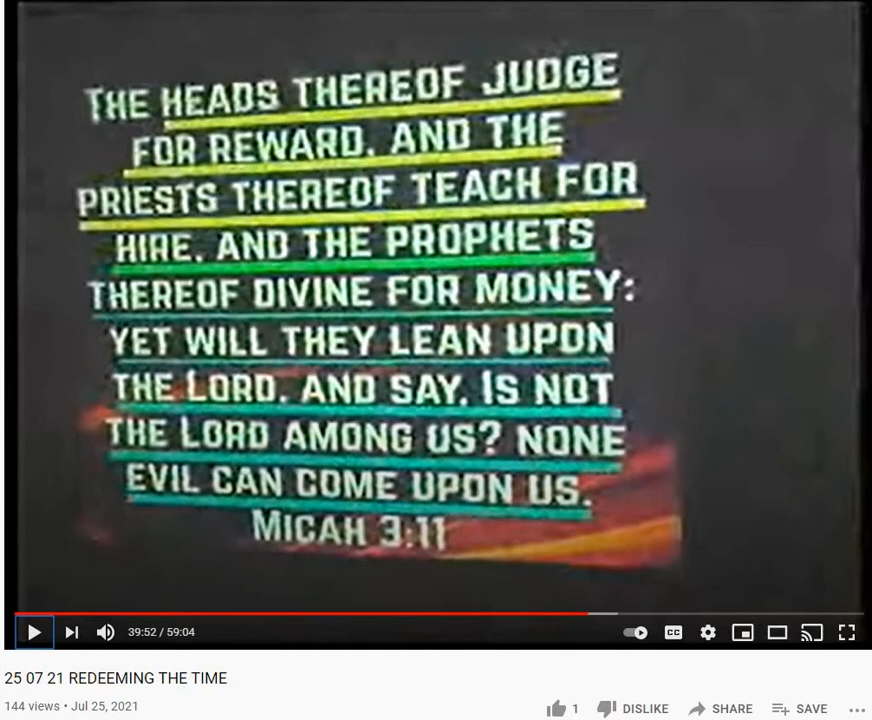 THE HEADS THEREOF JUDGE
FOR REWARD, AND THE
PRIESTS THEREOF TEACH FOR
HIRE, AND THE PROPHETS
THEREOF DIVINE FOR MONEY:
YET WILL THEY LEAN UPON
THE LORD, AND SAY, IS NOT
THE LORD AMONG US? NONE
EVIL CAN COME UPON US.
MICAH 3:11
39:52 / 59:04
CC
25 07 21 REDEEMING THE TIME
144 views • Jul 25, 2021
1 DISLIKE SHARE SAVE